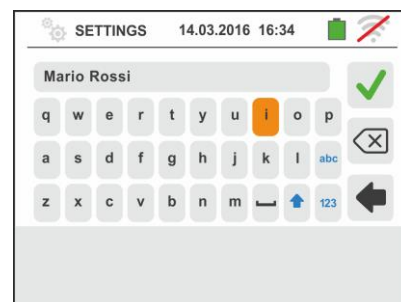 SETTINGS 14.03.2016 16:34
Mario Rossi
q w e r t y u i o p
a s d f g h j k l abc
z x c v b n m 123